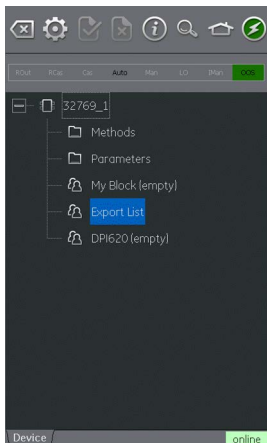 ROut RCas Cas Auto Man LO IMan OOS
32769_1
Methods
Parameters
My Block (empty)
Export List
DPI620 (empty)
Device online